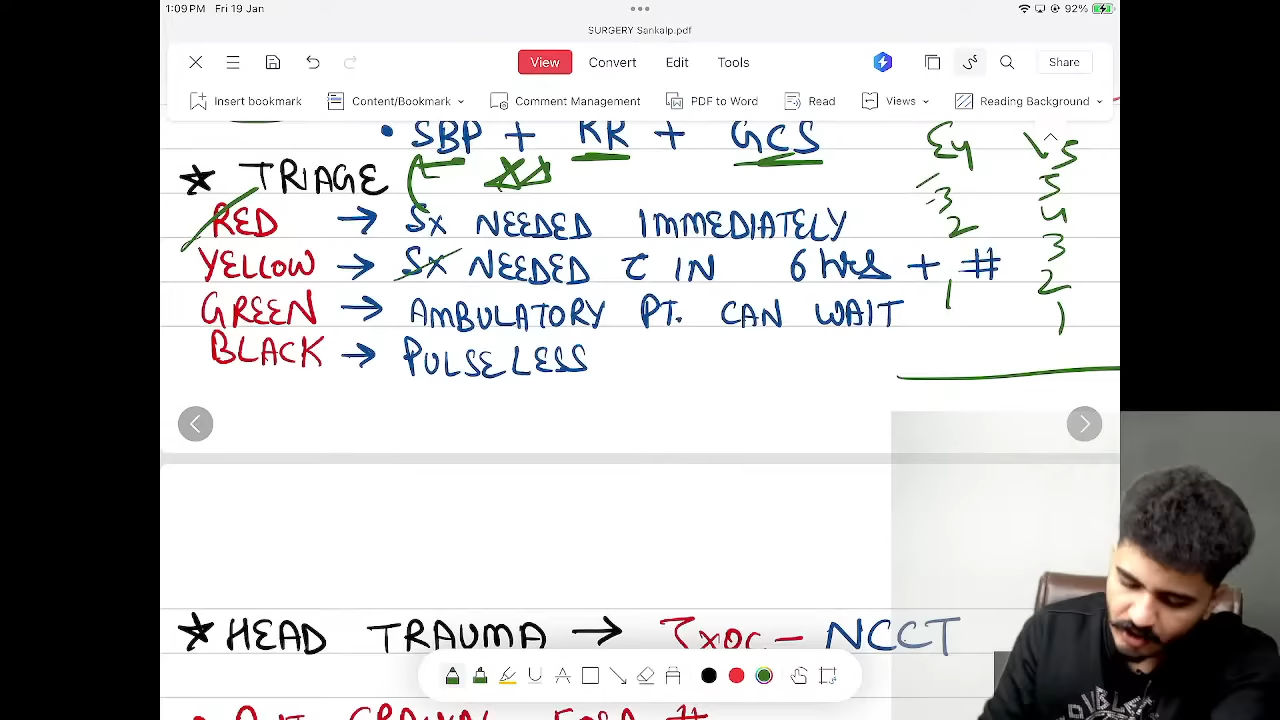 1:09 PM Fri 19 Jan
92%
SURGERY Sankalp.pdf
View Convert Edit Tools
Share
Insert bookmark Content/Bookmark Comment Management PDF to Word Read Views Reading Background
• SBP + RR + GCS
E4 V5
★ TRIAGE
5
RED → Sx NEEDED IMMEDIATELY
3 4
2
YELLOW → Sx NEEDED IN 6 hrs + #
3
1 2
GREEN → AMBULATORY PT. CAN WAIT
1
BLACK → PULSELESS
★ HEAD TRAUMA → IxOC - NCCT